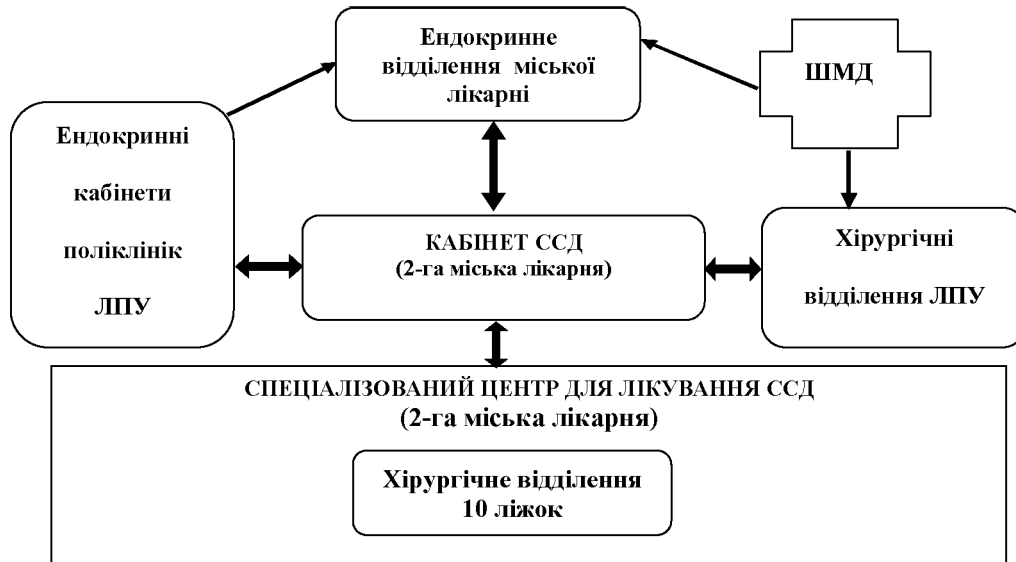 Ендокринне
відділення міської
лікарні
ШМД
Ендокринні
кабінети
поліклінік
ЛПУ
КАБІНЕТ ССД
(2-га міська лікарня)
Хірургічні
відділення ЛПУ
СПЕЦІАЛІЗОВАНИЙ ЦЕНТР ДЛЯ ЛІКУВАННЯ ССД
(2-га міська лікарня)
Хірургічне відділення
10 ліжок